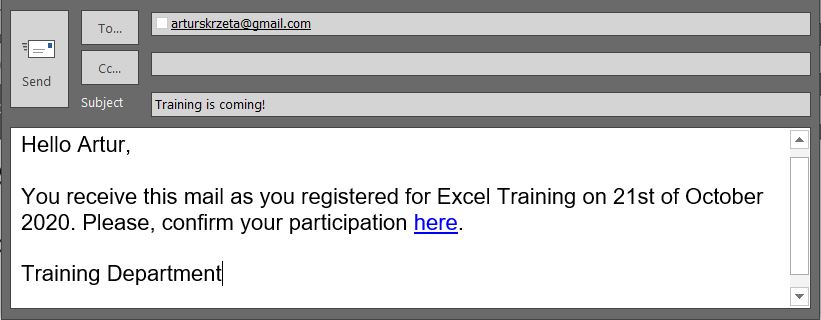 To...
arturskrzeta@gmail.com
Send
Cc...
Subject
Training is coming!
Hello Artur,
You receive this mail as you registered for Excel Training on 21st of October
2020. Please, confirm your participation here.
Training Department